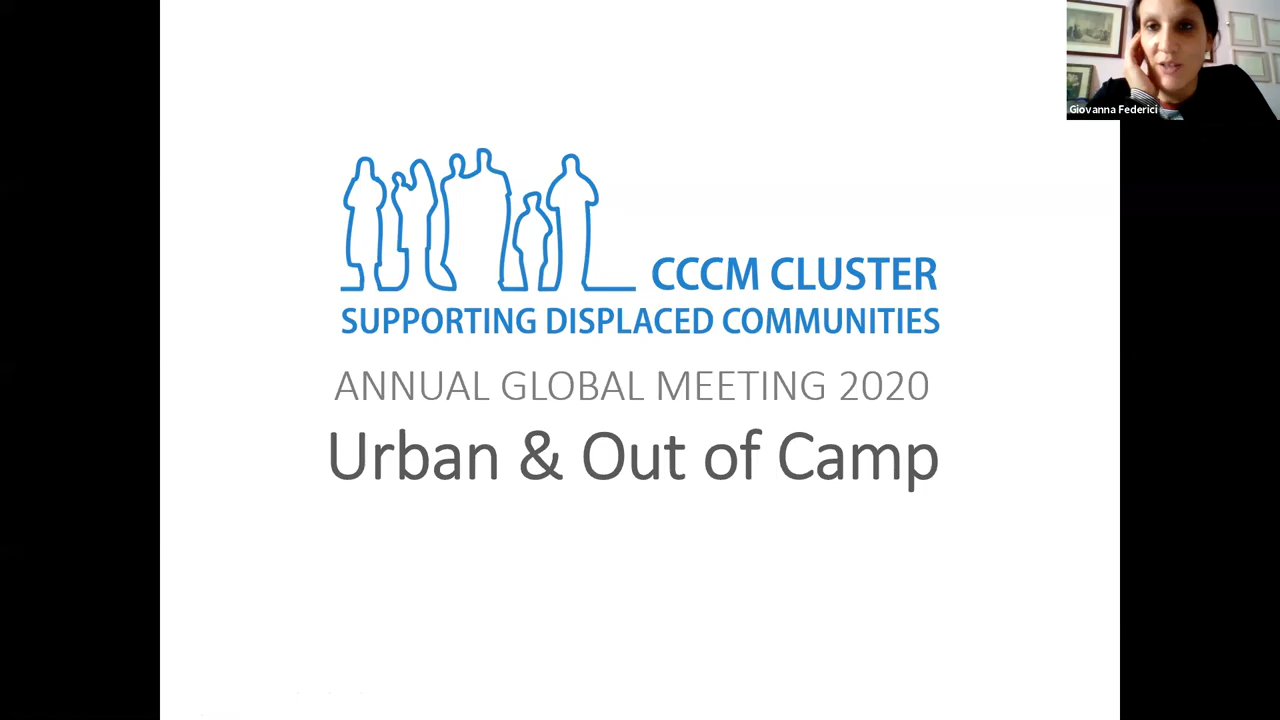 Giovanna Federici
CCCM CLUSTER
SUPPORTING DISPLACED COMMUNITIES
ANNUAL GLOBAL MEETING 2020
Urban & Out of Camp